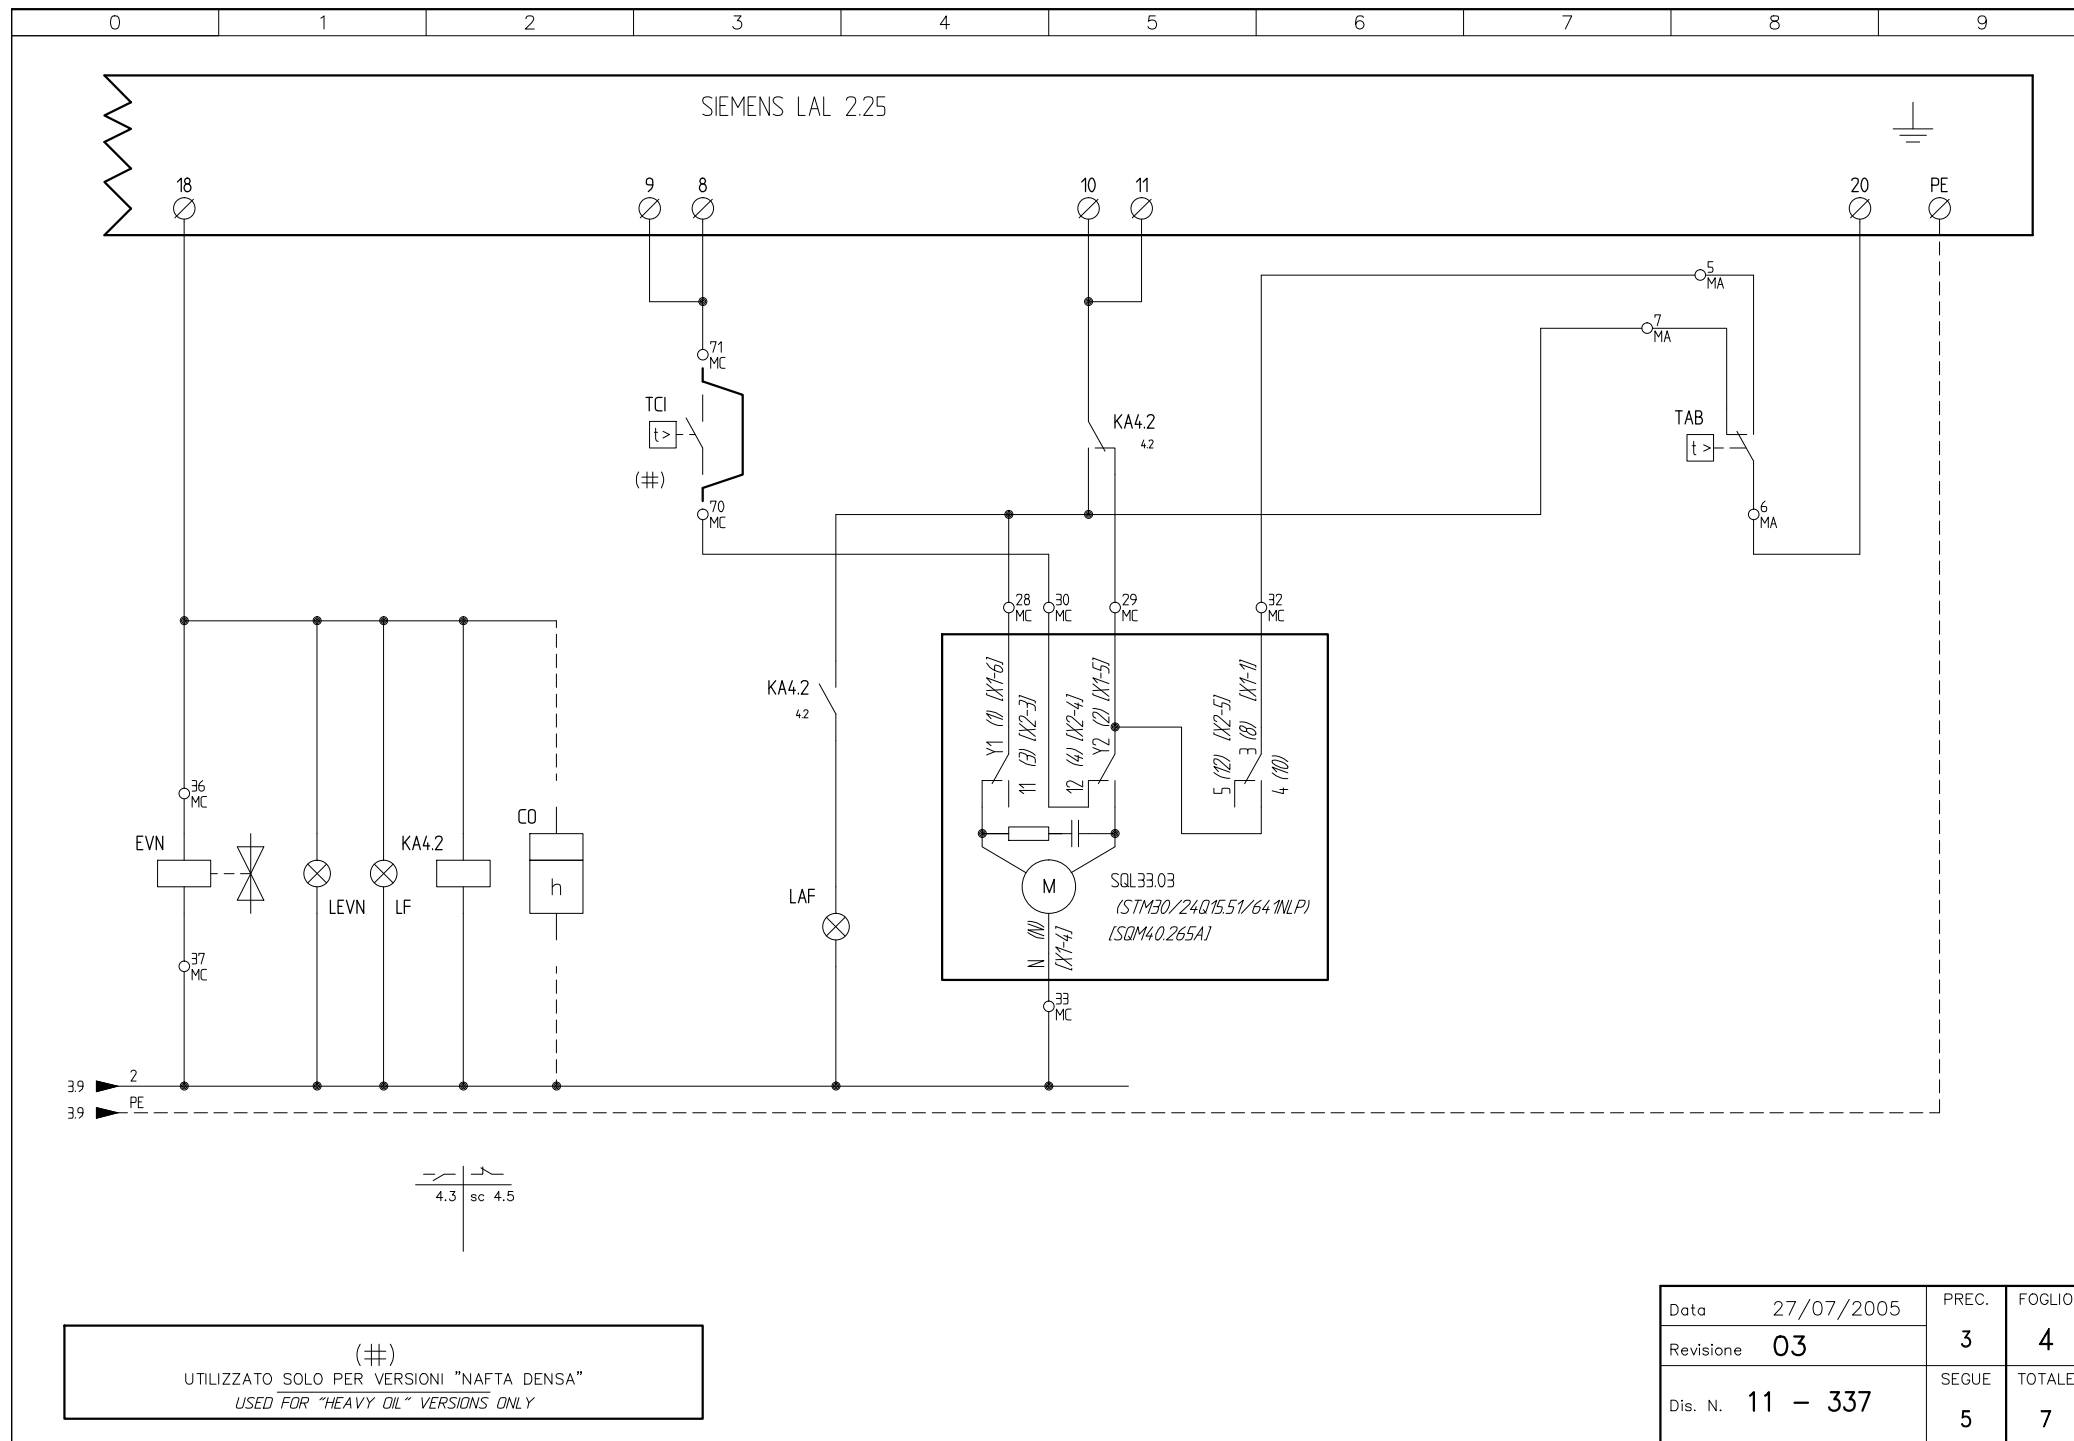 0 1 2 3 4 5 6 7 8 9
SIEMENS LAL 2.25
18 9 8 10 11 20 PE
5
MA
7
MA
71
MC
TCI
t>
(#)
70
MC
KA4.2
4.2
TAB
t >
6
MA
28
MC
30
MC
29
MC
32
MC
KA4.2
4.2
Y1 (1) [X1-6]
11 (3) [X2-3]
12 (4) [X2-4]
Y2 (2) [X1-5]
5 (12) [X2-5]
3 (8) [X1-1]
4 (10)
36
MC
EVN
LEVN
LF
KA4.2
CO
h
LAF
M
SQL33.03
(STM30/24Q15.51/641NLP)
[SQM40.265A]
N (N)
[X1-4]
37
MC
33
MC
3.9 2
3.9 PE
4.3 sc 4.5
(#)
UTILIZZATO SOLO PER VERSIONI "NAFTA DENSA"
USED FOR "HEAVY OIL" VERSIONS ONLY
Data 27/07/2005
Revisione 03
Dis. N. 11 - 337
PREC.
3
FOGLIO
4
SEGUE
5
TOTALE
7